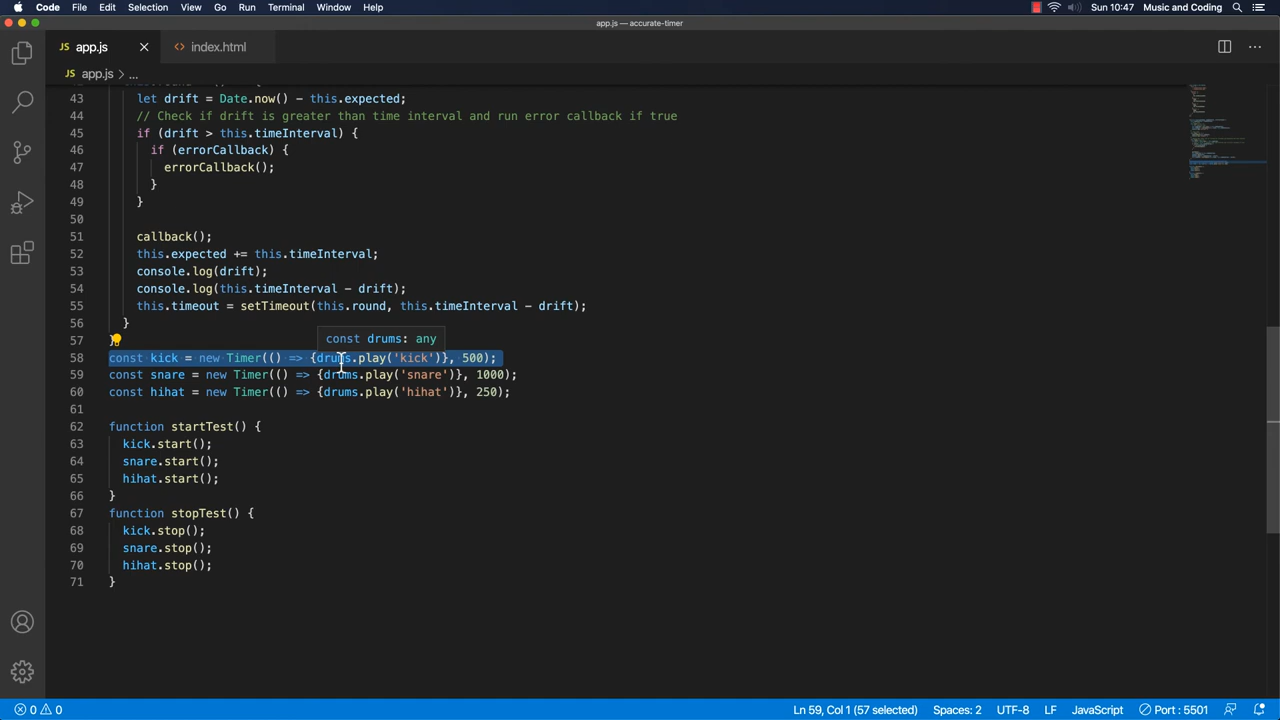 Code File Edit Selection View Go Run Terminal Window Help Sun 10:47 Music and Coding
app.js — accurate-timer
JS app.js <> index.html
JS app.js > ...
43 let drift = Date.now() - this.expected;
44 // Check if drift is greater than time interval and run error callback if true
45 if (drift > this.timeInterval) {
46 if (errorCallback) {
47 errorCallback();
48 }
49 }
50
51 callback();
52 this.expected += this.timeInterval;
53 console.log(drift);
54 console.log(this.timeInterval - drift);
55 this.timeout = setTimeout(this.round, this.timeInterval - drift);
56 }
const drums: any
57 }
58 const kick = new Timer(() => {drums.play('kick')}, 500);
59 const snare = new Timer(() => {drums.play('snare')}, 1000);
60 const hihat = new Timer(() => {drums.play('hihat')}, 250);
61
62 function startTest() {
63 kick.start();
64 snare.start();
65 hihat.start();
66 }
67 function stopTest() {
68 kick.stop();
69 snare.stop();
70 hihat.stop();
71 }
0 0 Ln 59, Col 1 (57 selected) Spaces: 2 UTF-8 LF JavaScript Port : 5501